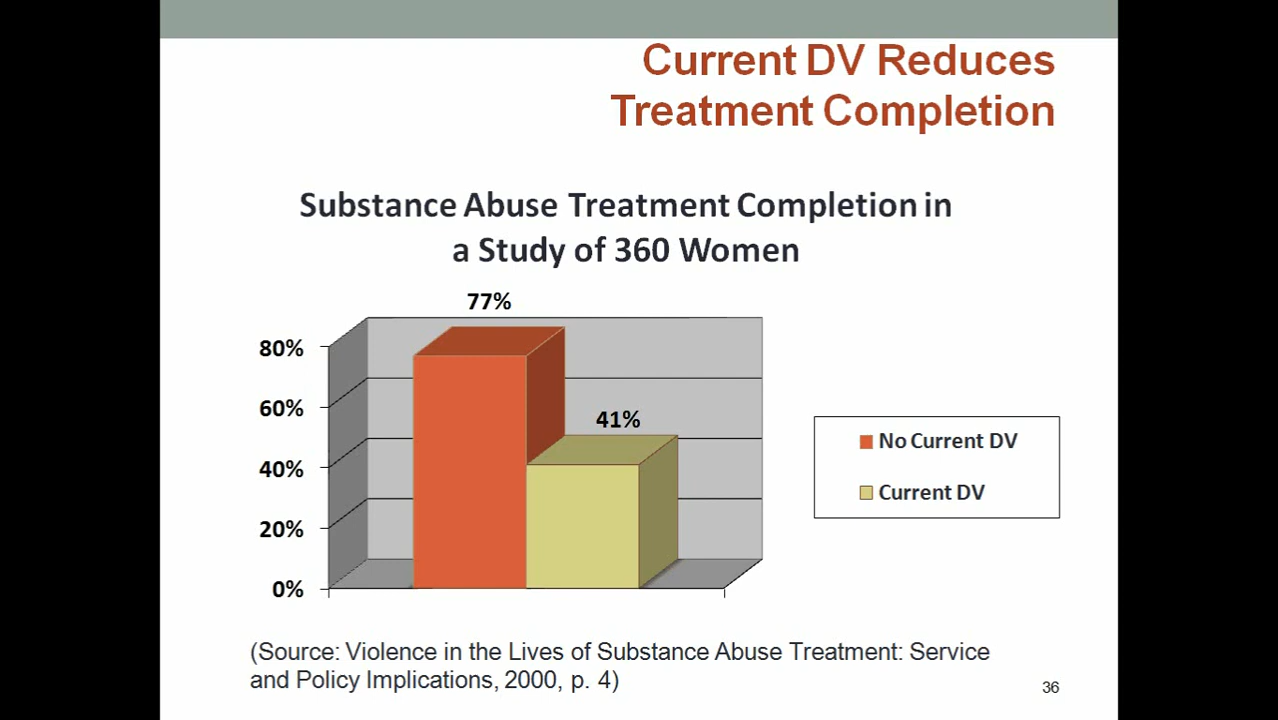 Current DV Reduces
Treatment Completion
Substance Abuse Treatment Completion in
a Study of 360 Women
77%
80%
60%
41%
40%
20%
0%
No Current DV
Current DV
(Source: Violence in the Lives of Substance Abuse Treatment: Service
and Policy Implications, 2000, p. 4)
36